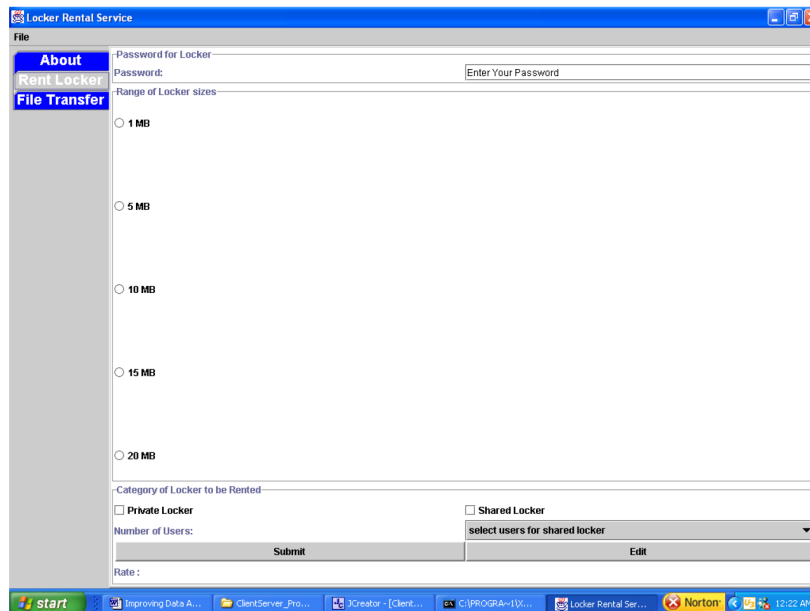 Locker Rental Service
File
About
Rent Locker
File Transfer
Password for Locker
Password: Enter Your Password
Range of Locker sizes
1 MB
5 MB
10 MB
15 MB
20 MB
Category of Locker to be Rented
Private Locker Shared Locker
Number of Users: select users for shared locker
Submit Edit
Rate :
start Improving Data A... ClientServer_Pro... JCreator - [Client... C:\PROGRA~1\X... Locker Rental Ser... Norton 12:22